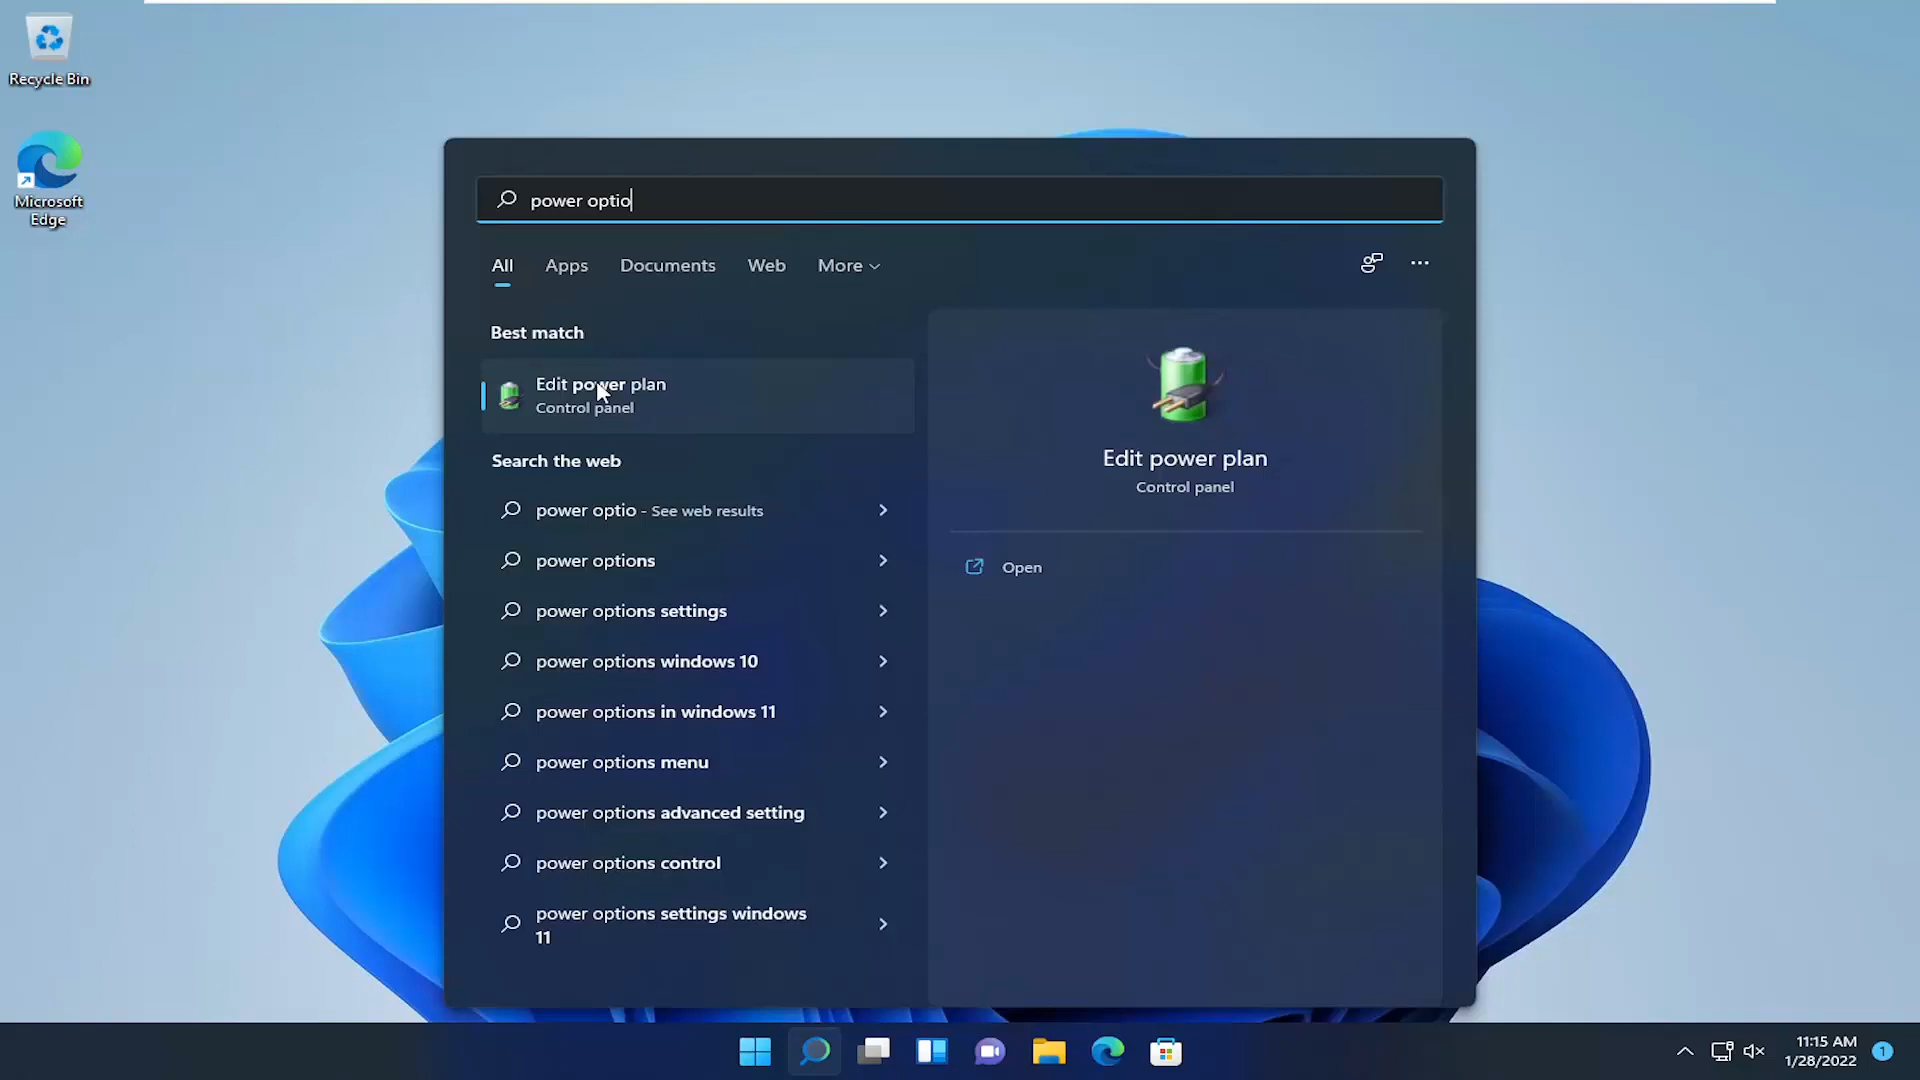 Recycle Bin
Microsoft
Edge
power optio
All Apps Documents Web More
Best match
Edit power plan
Control panel
Search the web
power optio - See web results
power options
power options settings
power options windows 10
power options in windows 11
power options menu
power options advanced setting
power options control
power options settings windows
11
Edit power plan
Control panel
Open
11:15 AM
1/28/2022
1